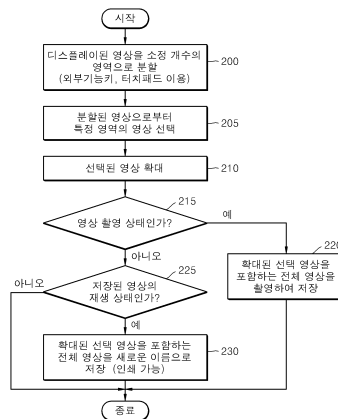 시작
디스플레이된 영상을 소정 개수의
영역으로 분할
(외부기능키, 터치패드 이용)
200
분할된 영상으로부터
특정 영역의 영상 선택
205
선택된 영상 확대
210
215
영상 촬영 상태인가?
예
아니오
220
확대된 선택 영상을
포함하는 전체 영상을
촬영하여 저장
225
저장된 영상의
재생 상태인가?
아니오
예
확대된 선택 영상을 포함하는
전체 영상을 새로운 이름으로
저장 (인쇄 가능)
230
종료